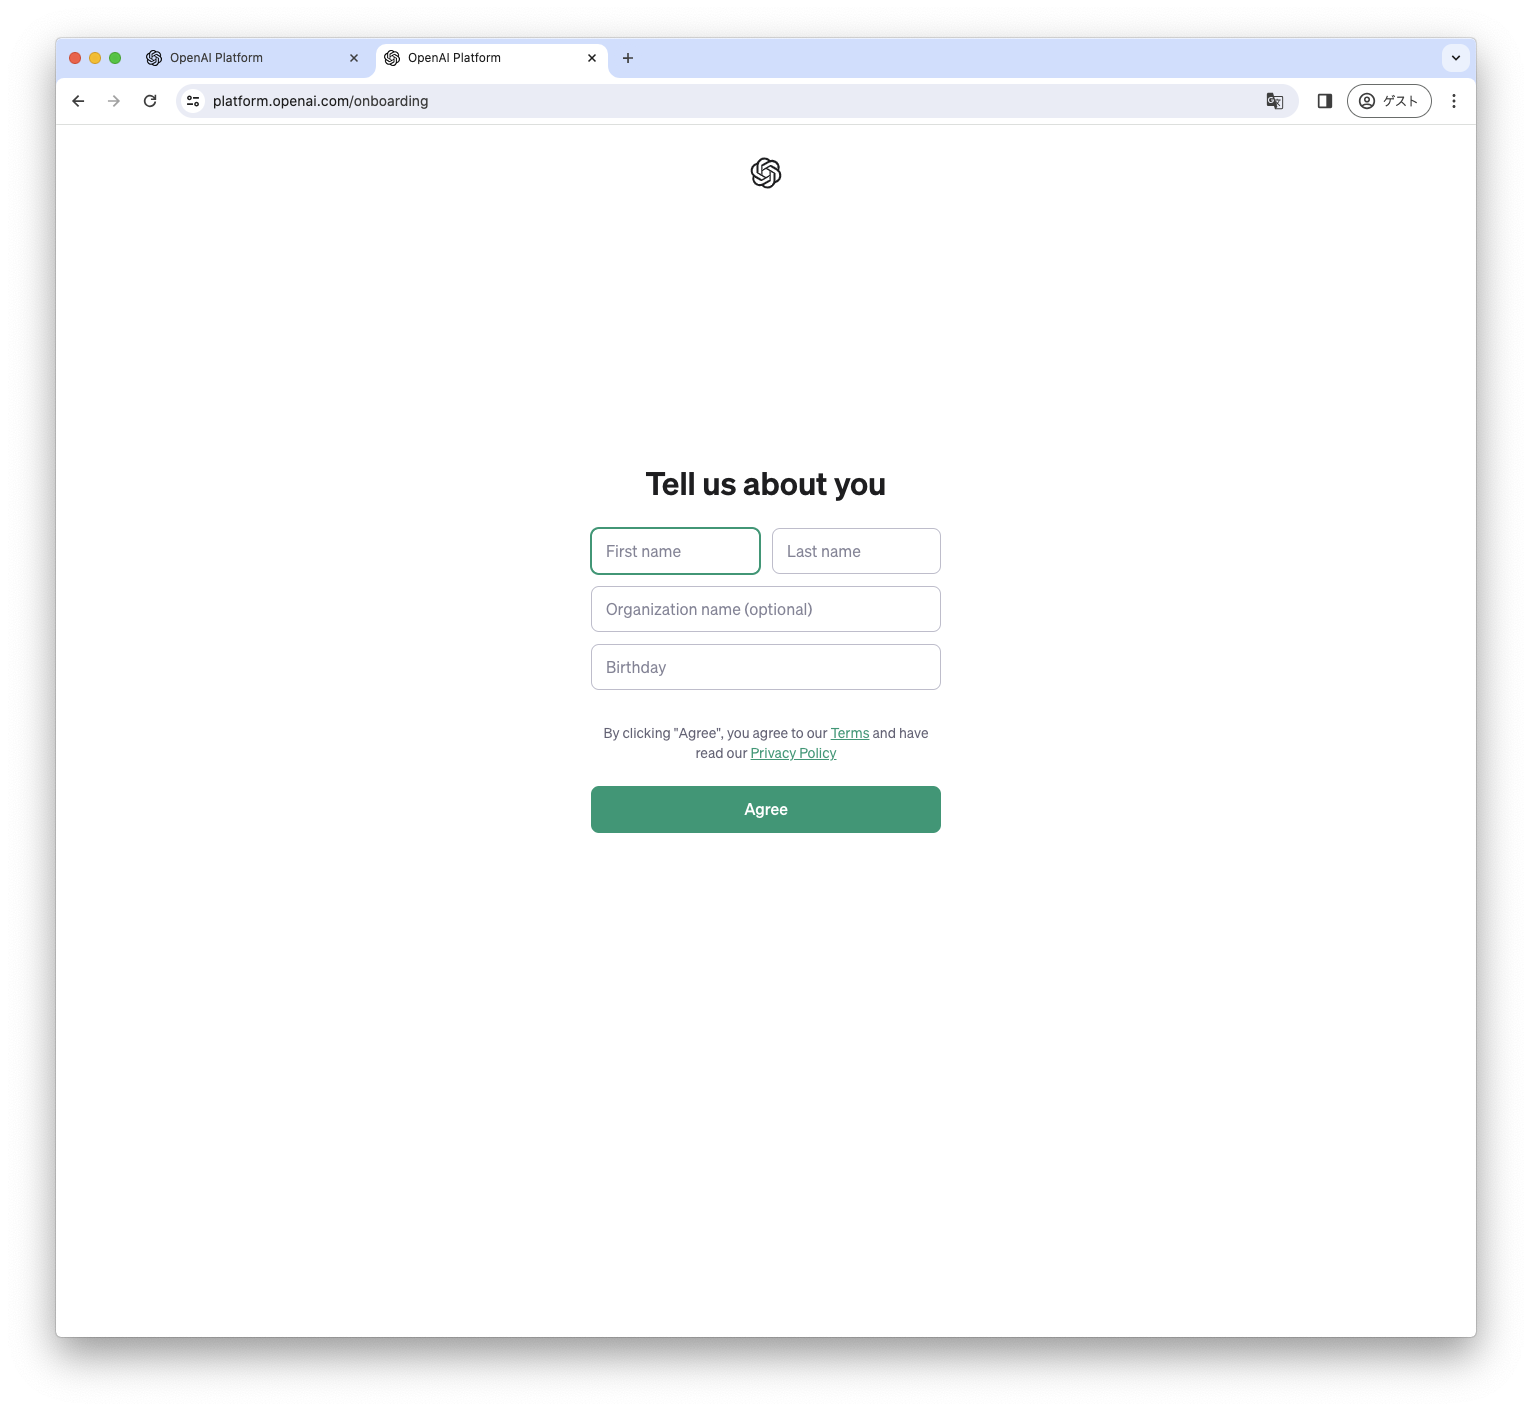 OpenAI Platform
OpenAI Platform
platform.openai.com/onboarding
ゲスト
Tell us about you
First name
Last name
Organization name (optional)
Birthday
By clicking "Agree", you agree to our Terms and have
read our Privacy Policy
Agree